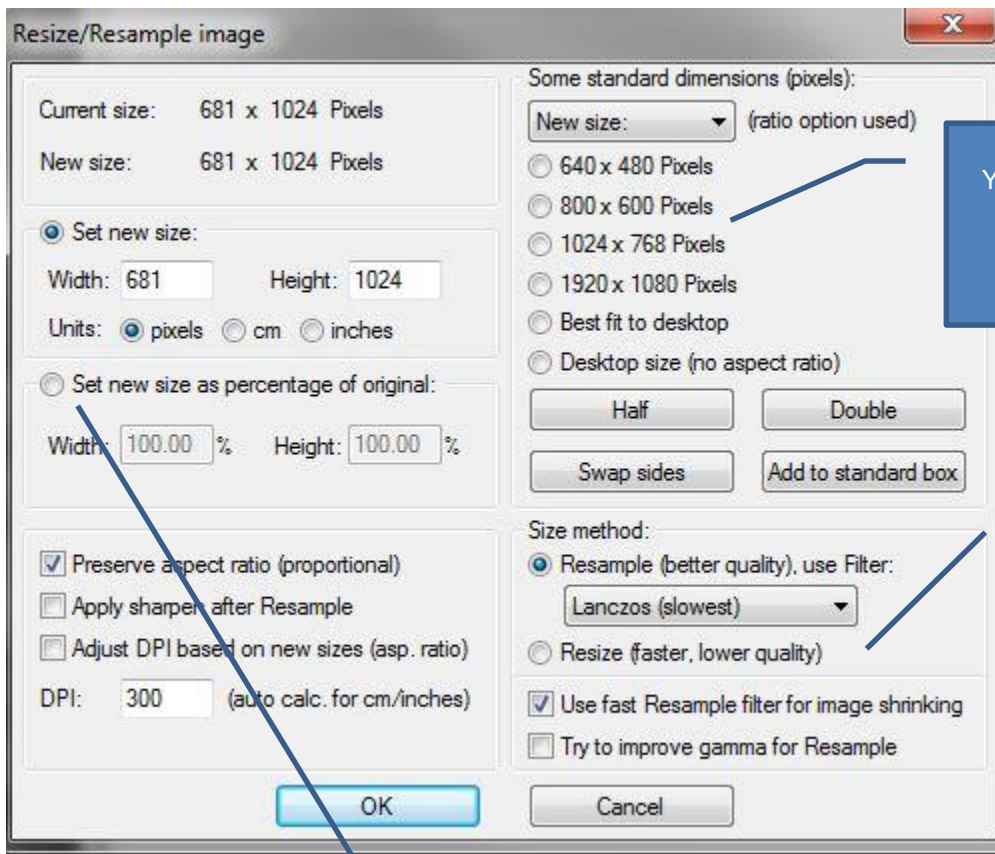 Resize/Resample image
X
Current size: 681 x 1024 Pixels
New size: 681 x 1024 Pixels
Set new size:
Width: 681 Height: 1024
Units: pixels cm inches
Set new size as percentage of original:
Width: 100.00 % Height: 100.00 %
Preserve aspect ratio (proportional)
Apply sharpen after Resample
Adjust DPI based on new sizes (asp. ratio)
DPI: 300 (auto calc. for cm/inches)
Some standard dimensions (pixels):
New size: (ratio option used)
640 x 480 Pixels
800 x 600 Pixels
1024 x 768 Pixels
1920 x 1080 Pixels
Best fit to desktop
Desktop size (no aspect ratio)
Half Double
Swap sides Add to standard box
Size method:
Resample (better quality), use Filter:
Lanczos (slowest)
Resize (faster, lower quality)
Use fast Resample filter for image shrinking
Try to improve gamma for Resample
OK Cancel